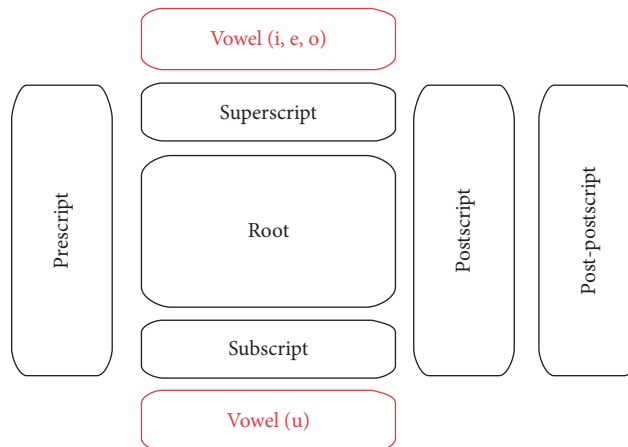 Vowel (i, e, o)
Superscript
Prescript
Root
Postscript
Post-postscript
Subscript
Vowel (u)